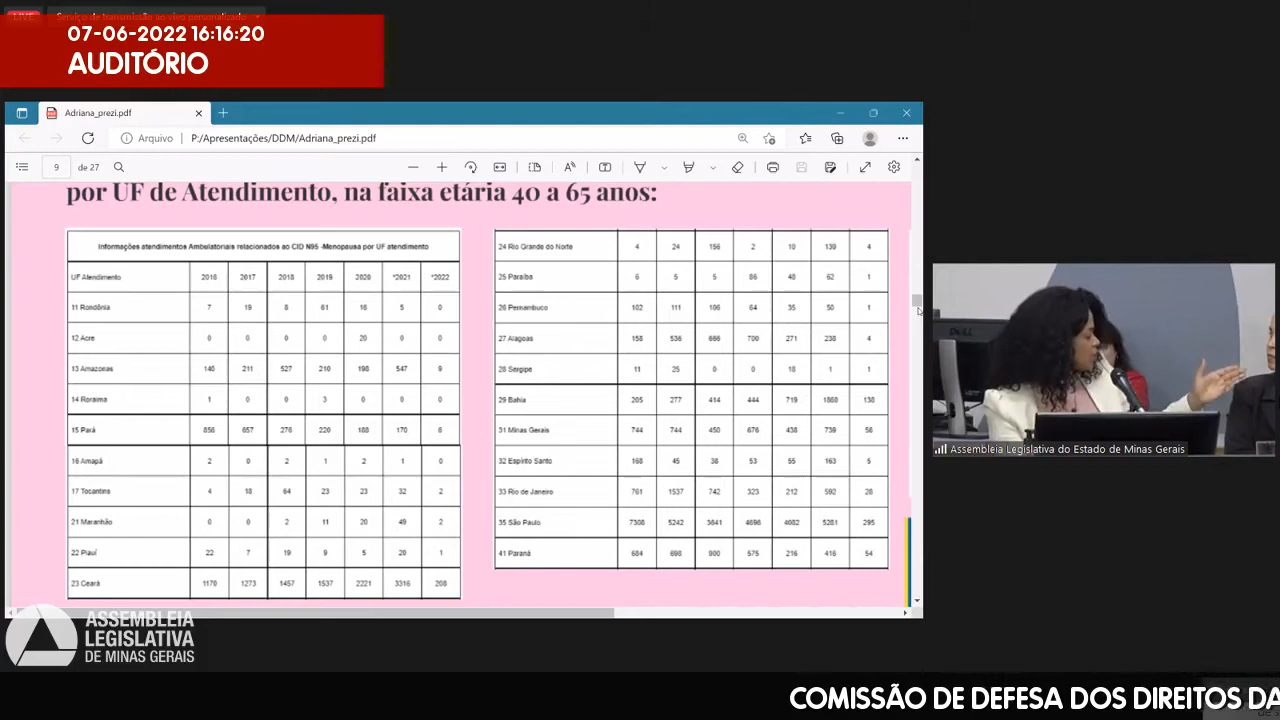 LIVE Serviço de transmissão ao vivo personalizado
07-06-2022 16:16:20
AUDITÓRIO
Adriana_prezi.pdf
Arquivo P:/Apresentações/DDM/Adriana_prezi.pdf
9 de 27
por UF de Atendimento, na faixa etária 40 a 65 anos:
Informações atendimentos Ambulatoriais relacionados ao CID N95 -Menopausa por UF atendimento
UF Atendimento 2016 2017 2018 2019 2020 *2021 *2022
11 Rondônia 7 19 8 61 16 5 0
12 Acre 0 0 0 0 20 0 0
13 Amazonas 140 211 527 210 198 547 9
14 Roraima 1 0 0 3 0 0 0
15 Pará 856 657 276 220 188 170 6
16 Amapá 2 0 2 1 2 1 0
17 Tocantins 4 18 64 23 23 32 2
21 Maranhão 0 0 2 11 20 49 2
22 Piauí 22 7 19 9 5 20 1
23 Ceará 1170 1273 1457 1537 2221 3316 208
24 Rio Grande do Norte 4 24 156 2 10 139 4
25 Paraíba 6 5 5 86 48 62 1
26 Pernambuco 102 111 106 64 35 50 1
27 Alagoas 158 536 666 700 271 238 4
28 Sergipe 11 25 0 0 18 1 1
29 Bahia 205 277 414 444 719 1860 138
31 Minas Gerais 744 744 450 676 438 739 56
32 Espírito Santo 168 45 38 53 55 163 5
33 Rio de Janeiro 761 1537 742 323 212 592 28
35 São Paulo 7308 5242 3641 4696 4082 5281 295
41 Paraná 684 698 900 575 216 416 54
DELL
Assembleia Legislativa do Estado de Minas Gerais
ASSEMBLEIA
LEGISLATIVA
DE MINAS GERAIS
COMISSÃO DE DEFESA DOS DIREITOS DA